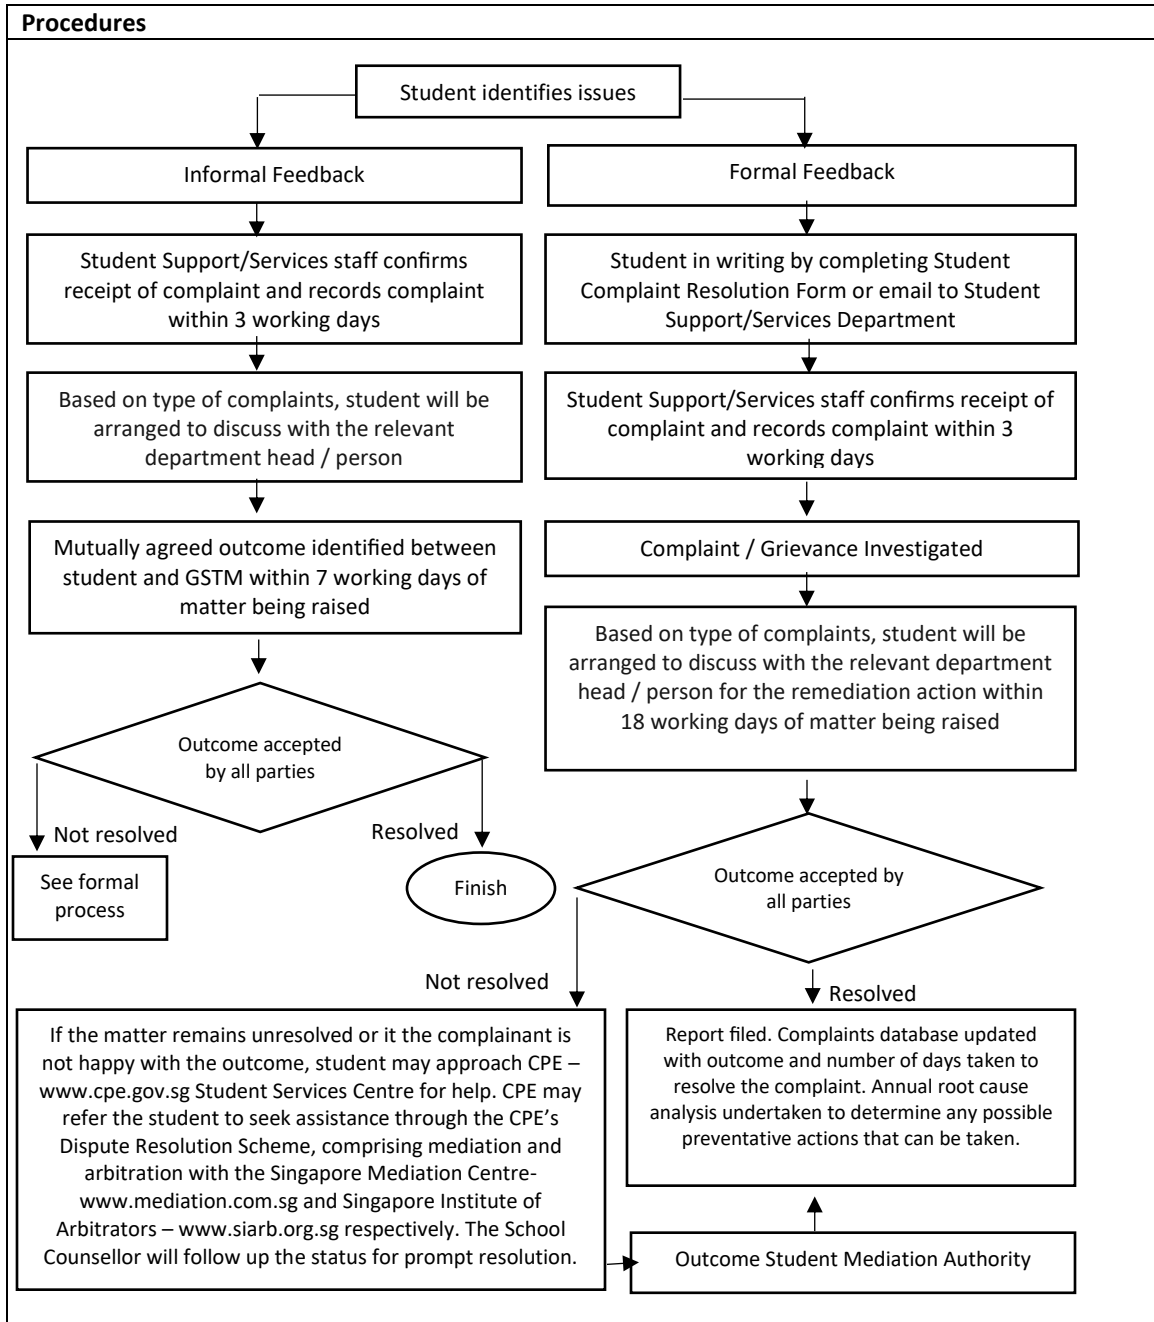 Procedures
Student identifies issues
Informal Feedback
Formal Feedback
Student Support/Services staff confirms
receipt of complaint and records complaint
within 3 working days
Student in writing by completing Student
Complaint Resolution Form or email to Student
Support/Services Department
Based on type of complaints, student will be
arranged to discuss with the relevant
department head / person
Student Support/Services staff confirms receipt of
complaint and records complaint within 3
working days
Mutually agreed outcome identified between
student and GSTM within 7 working days of
matter being raised
Complaint / Grievance Investigated
Based on type of complaints, student will be
arranged to discuss with the relevant department
head / person for the remediation action within
18 working days of matter being raised
Outcome accepted
by all parties
Not resolved
Resolved
See formal
process
Finish
Outcome accepted by
all parties
Not resolved
Resolved
If the matter remains unresolved or it the complainant is
not happy with the outcome, student may approach CPE –
www.cpe.gov.sg Student Services Centre for help. CPE may
refer the student to seek assistance through the CPE’s
Dispute Resolution Scheme, comprising mediation and
arbitration with the Singapore Mediation Centre-
www.mediation.com.sg and Singapore Institute of
Arbitrators – www.siarb.org.sg respectively. The School
Counsellor will follow up the status for prompt resolution.
Report filed. Complaints database updated
with outcome and number of days taken to
resolve the complaint. Annual root cause
analysis undertaken to determine any possible
preventative actions that can be taken.
Outcome Student Mediation Authority